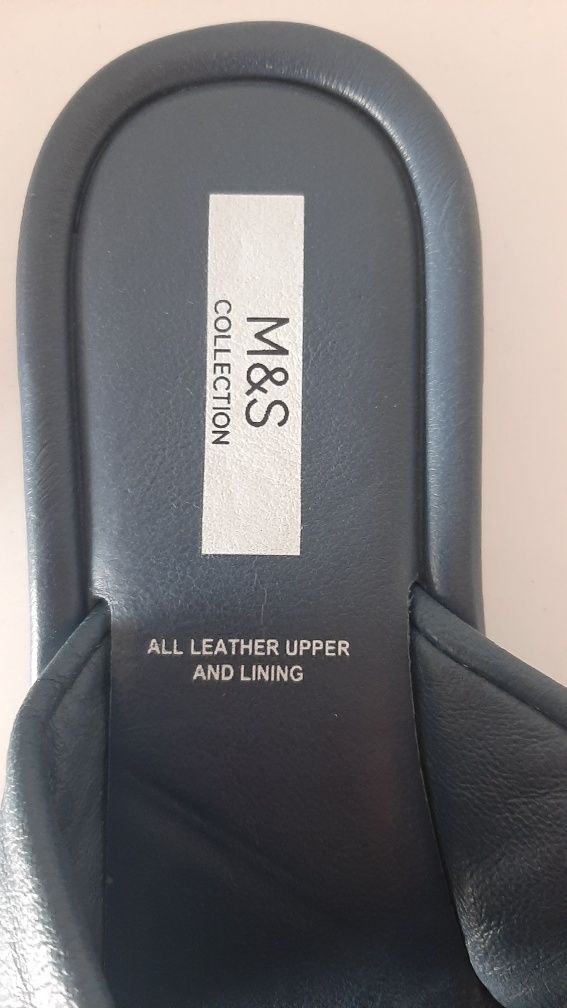 M&S
COLLECTION
ALL LEATHER UPPER
AND LINING